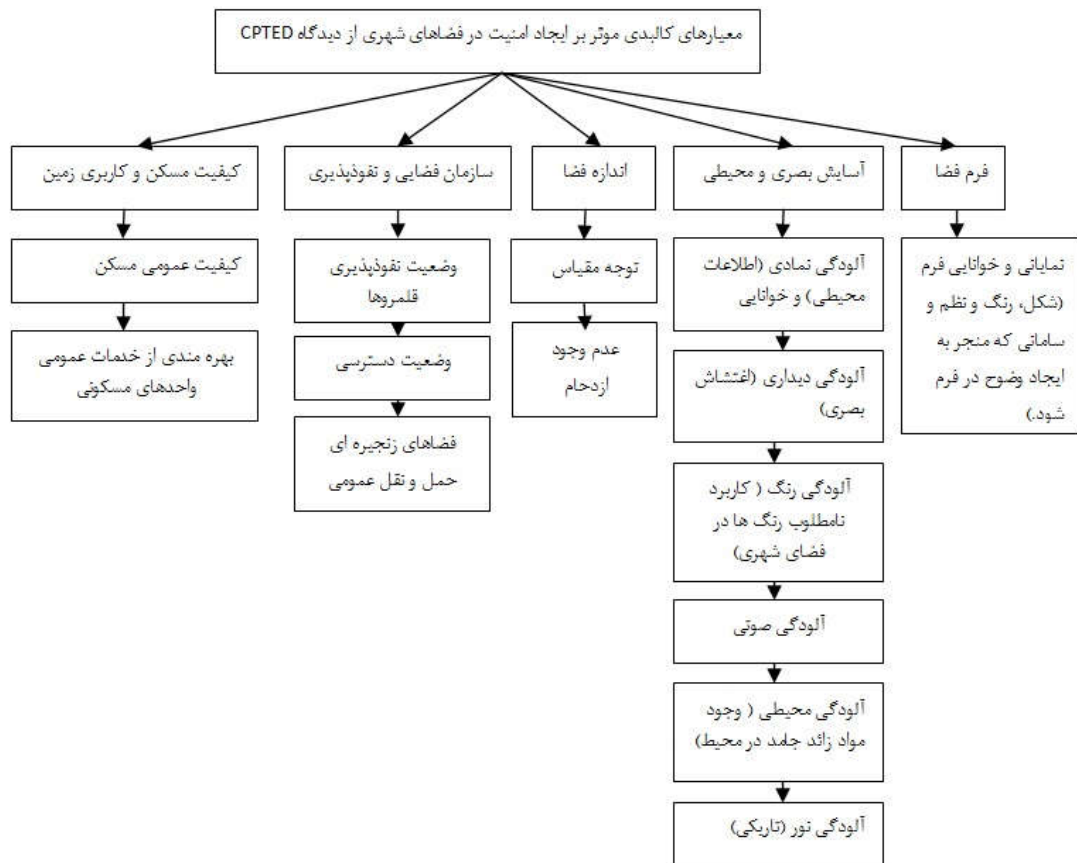 معیارهای کالبدی موثر بر ایجاد امنیت در فضاهای شهری از دیدگاه CPTED
فرم فضا
نمایانی و خوانایی فرم
(شکل، رنگ و نظم و
سامانی که منجر به
ایجاد وضوح در فرم
شود.)
آسایش بصری و محیطی
آلودگی نمادی (اطلاعات
محیطی) و خوانایی
آلودگی دیداری (اغتشاش
بصری)
آلودگی رنگ ( کاربرد
نامطلوب رنگ ها در
فضای شهری)
آلودگی صوتی
آلودگی محیطی ( وجود
مواد زائد جامد در محیط)
آلودگی نور (تاریکی)
اندازه فضا
توجه مقیاس
عدم وجود
ازدحام
سازمان فضایی و نفوذپذیری
وضعیت نفوذپذیری
قلمروها
وضعیت دسترسی
فضاهای زنجیره ای
حمل و نقل عمومی
کیفیت مسکن و کاربری زمین
کیفیت عمومی مسکن
بهره مندی از خدمات عمومی
واحدهای مسکونی